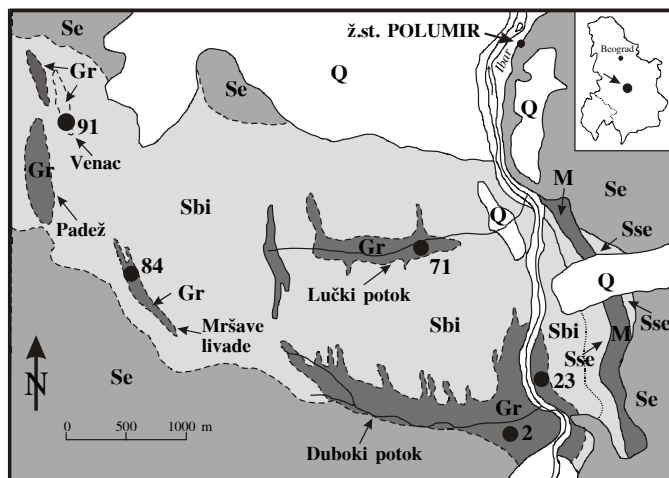 Se
ž.st. POLUMIR
Ibar
Beograd
Gr
Q
Se
Q
91
Venac
M
Se
Gr
Sbi
Q
Sse
Padež
Gr
71
84
Q
Gr
Lučki potok
Sse
Mršave
livade
Sbi
Sbi
M
Sse
Se
N
23
Se
Gr
2
0
500
1000 m
Duboki potok